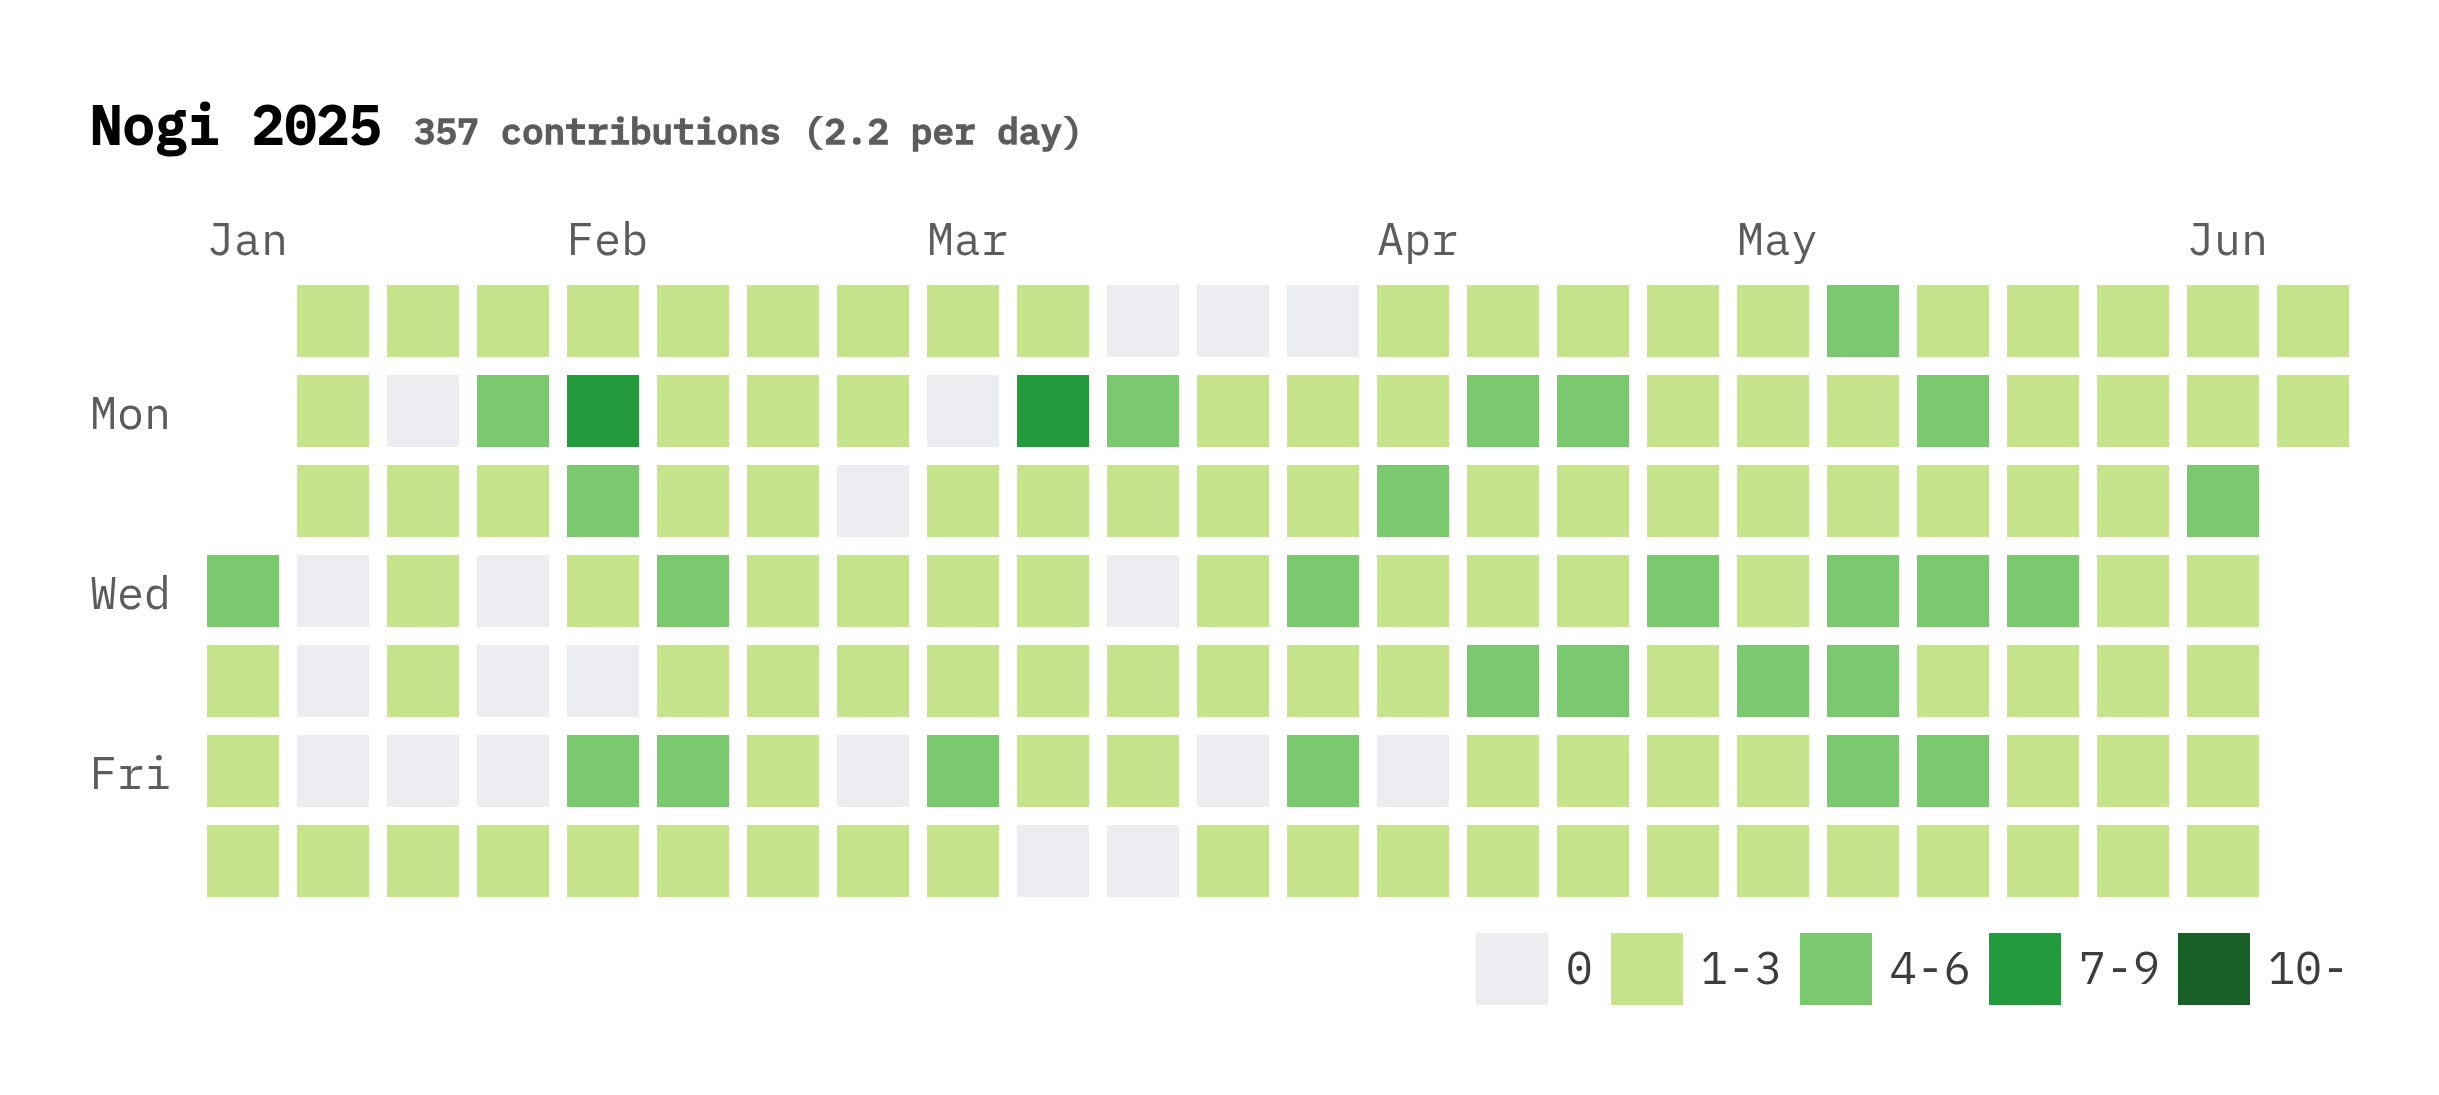 Nogi 2025 357 contributions (2.2 per day)
Jan Feb Mar Apr May Jun
Mon
Wed
Fri
0 1-3 4-6 7-9 10-